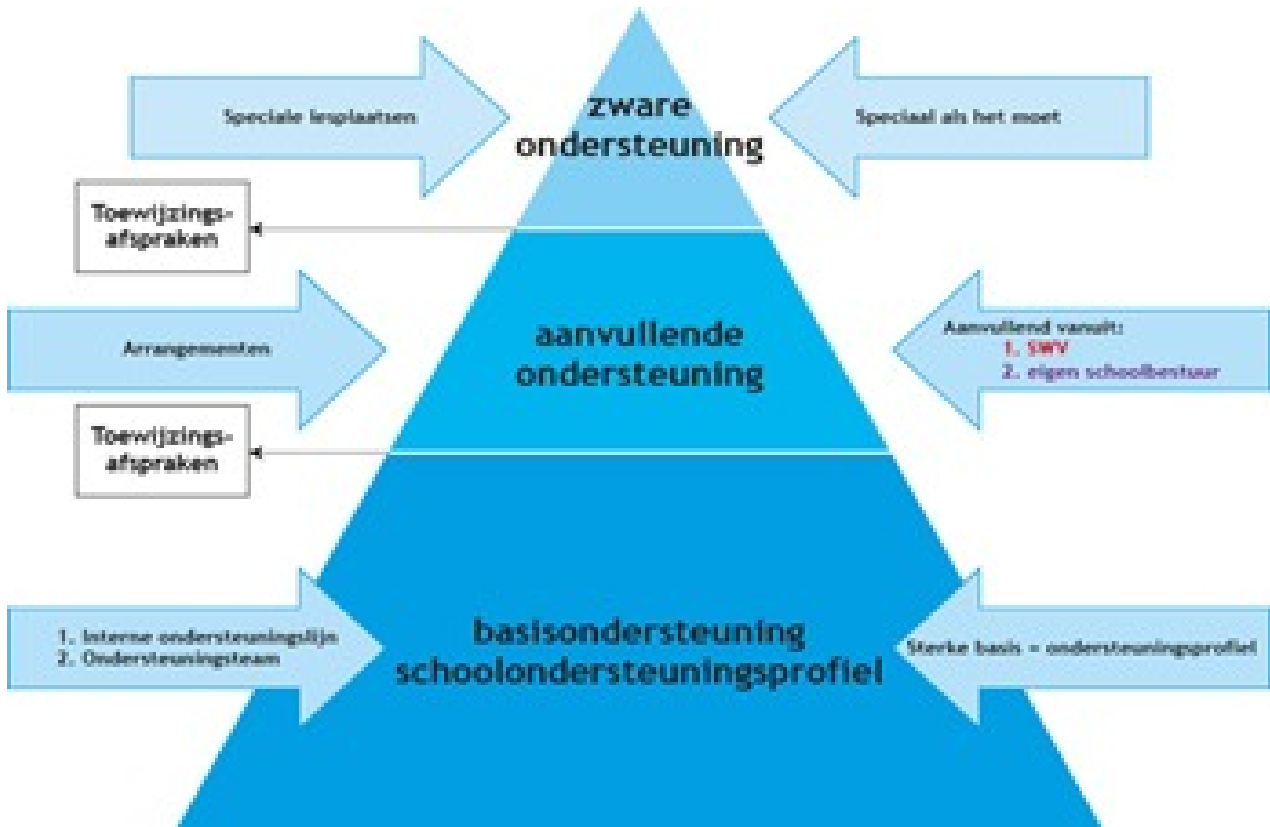 zware
ondersteuning
Speciale lesplaatsen
Speciaal als het moet
Toewijzings-
afspraken
aanvullende
ondersteuning
Arrangementen
Aanvullend vanuit:
1. SWV
2. eigen schoolbestuur
Toewijzings-
afspraken
basisondersteuning
schoolondersteuningsprofiel
1. Interne ondersteuningslijn
2. Ondersteuningsteam
Sterke basis = ondersteuningsprofiel